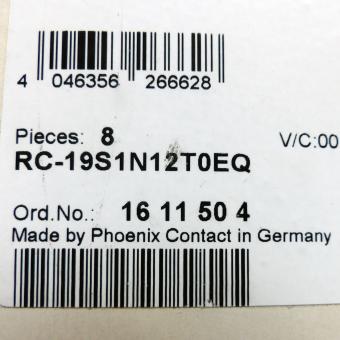 4 046356 266628
Pieces: 8 V/C:00
RC-19S1N12T0EQ
Ord.No.: 16 11 50 4
Made by Phoenix Contact in Germany